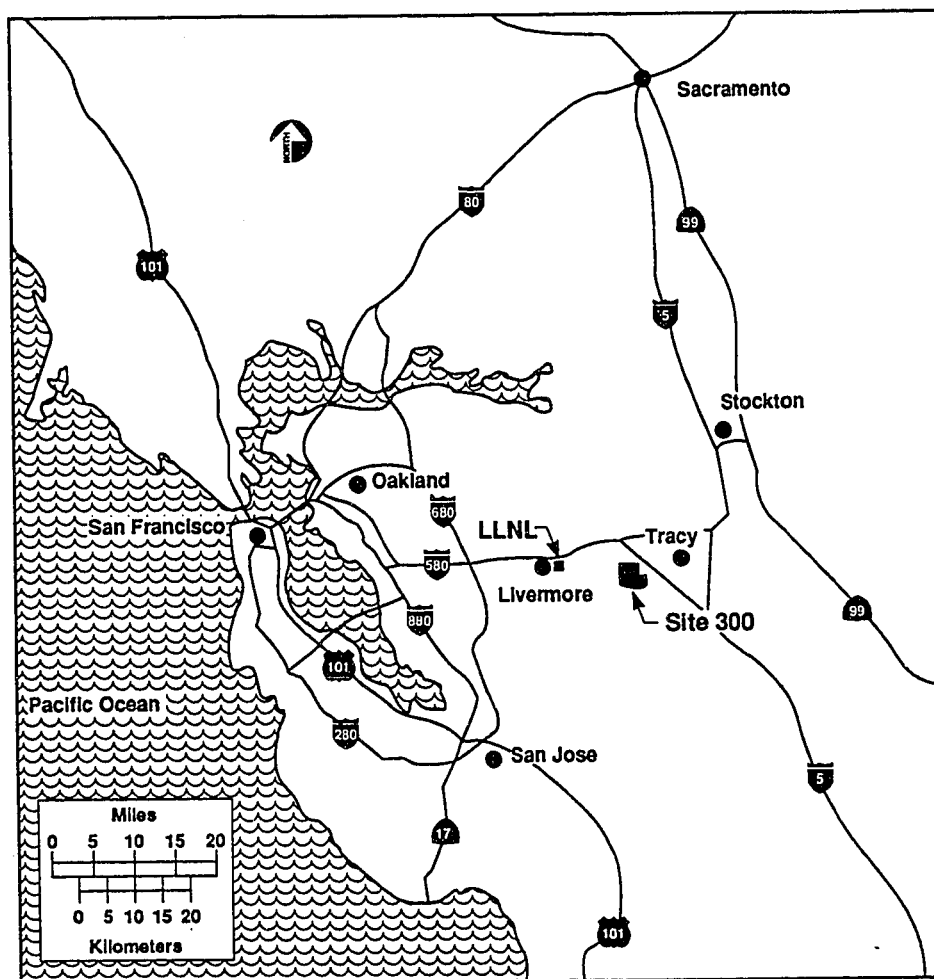 Sacramento
NORTH
80
99
101
5
Stockton
Oakland
680
San Francisco
LLNL
Tracy
580
Livermore
Site 300
99
880
101
Pacific Ocean
280
San Jose
5
Miles
0 5 10 15 20
17
0 5 10 15 20
Kilometers
101